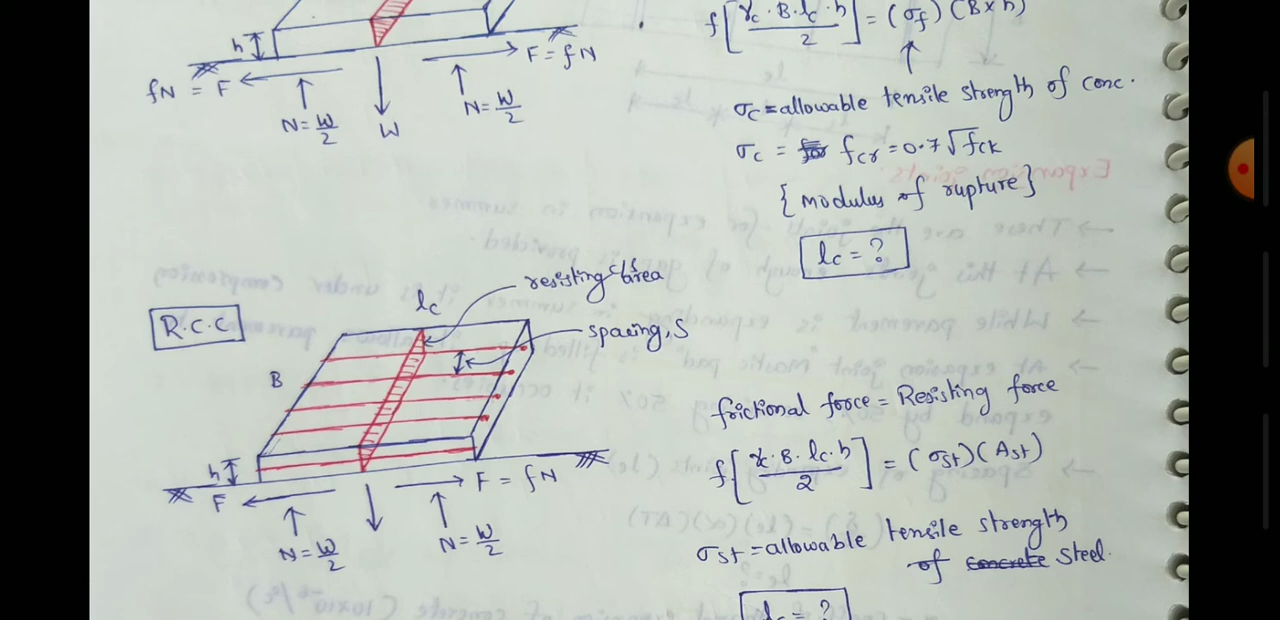 f[γc·B·lc·h/2] = (σf)(B×h)
h
fN = F
F = fN
N = W/2
W
N = W/2
σc = allowable tensile strength of conc.
σc = fcr = 0.7√fck
{modulus of rupture}
lc = ?
R.C.C
lc
resisting c/s area
spacing, S
B
h
F
F = fN
N = W/2
N = W/2
frictional force = Resisting force
f[γc·B·lc·h/2] = (σst)(Ast)
σst = allowable tensile strength
of concrete steel.
lc = ?